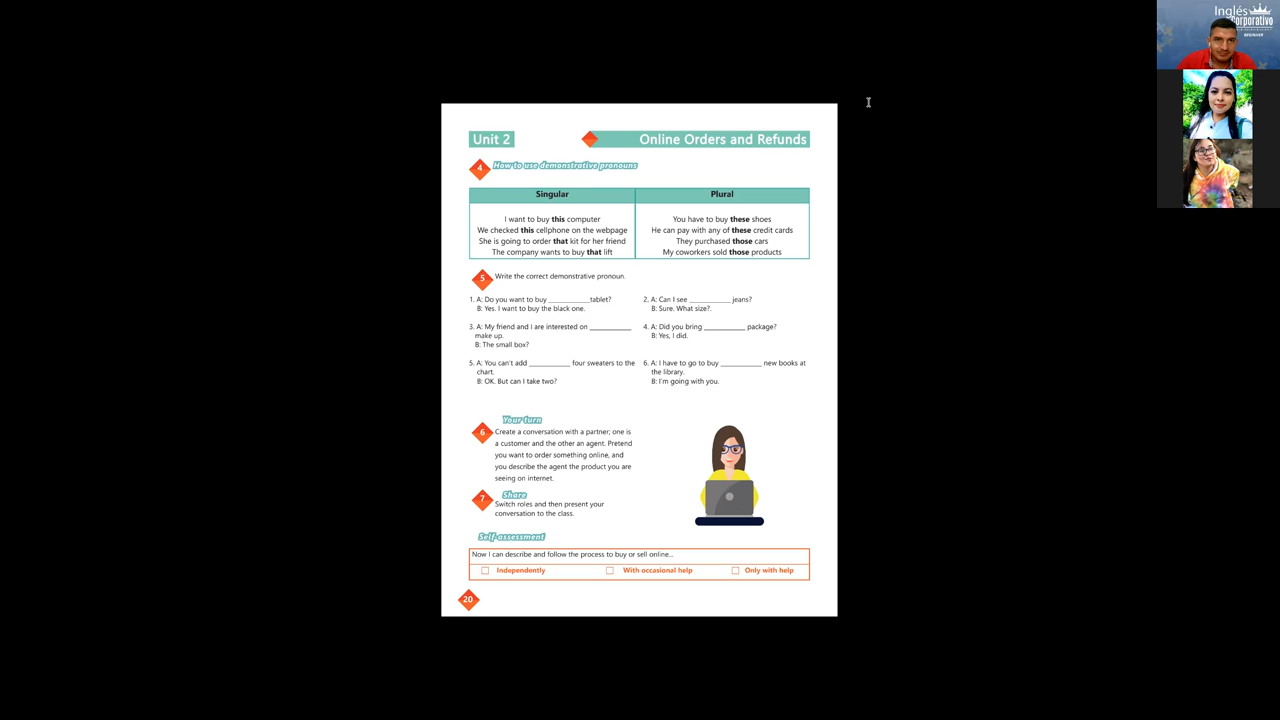 Inglés
Corporativo
BEGINNER
Unit 2
Online Orders and Refunds
4
How to use demonstrative pronouns
Singular
Plural
I want to buy this computer
We checked this cellphone on the webpage
She is going to order that kit for her friend
The company wants to buy that lift
You have to buy these shoes
He can pay with any of these credit cards
They purchased those cars
My coworkers sold those products
5
Write the correct demonstrative pronoun.
1. A: Do you want to buy ____________tablet?
B: Yes. I want to buy the black one.
2. A: Can I see ____________ jeans?
B: Sure. What size?.
3. A: My friend and I are interested on ____________
make up.
B: The small box?
4. A: Did you bring ____________ package?
B: Yes, I did.
5. A: You can't add ____________ four sweaters to the
chart.
B: OK. But can I take two?
6. A: I have to go to buy ____________ new books at
the library.
B: I'm going with you.
Your turn
6
Create a conversation with a partner; one is
a customer and the other an agent. Pretend
you want to order something online, and
you describe the agent the product you are
seeing on internet.
7
Share
Switch roles and then present your
conversation to the class.
Self-assessment
Now I can describe and follow the process to buy or sell online...
Independently
With occasional help
Only with help
20